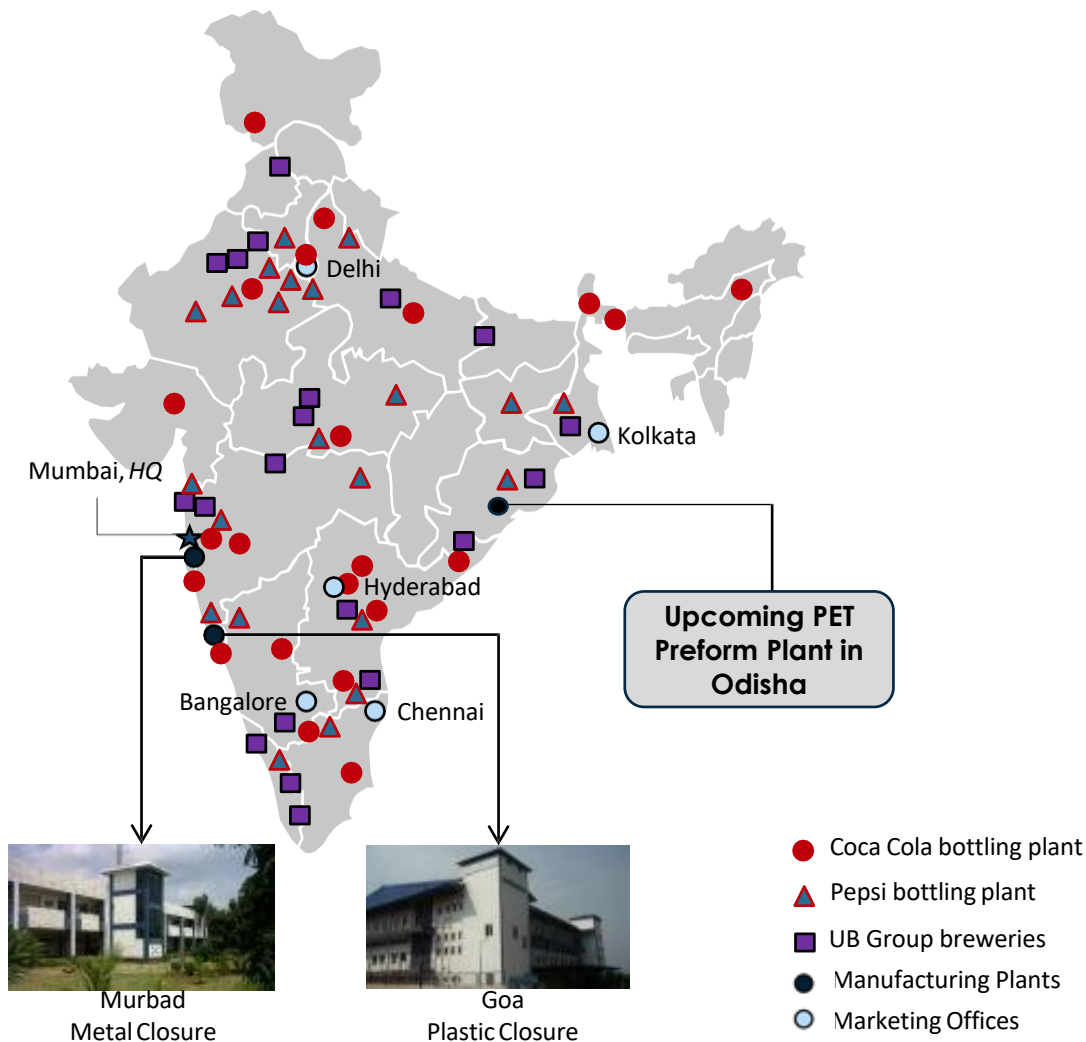 Delhi
Kolkata
Mumbai, HQ
Hyderabad
Upcoming PET
Preform Plant in
Odisha
Bangalore
Chennai
Coca Cola bottling plant
Pepsi bottling plant
UB Group breweries
Manufacturing Plants
Marketing Offices
Murbad
Metal Closure
Goa
Plastic Closure